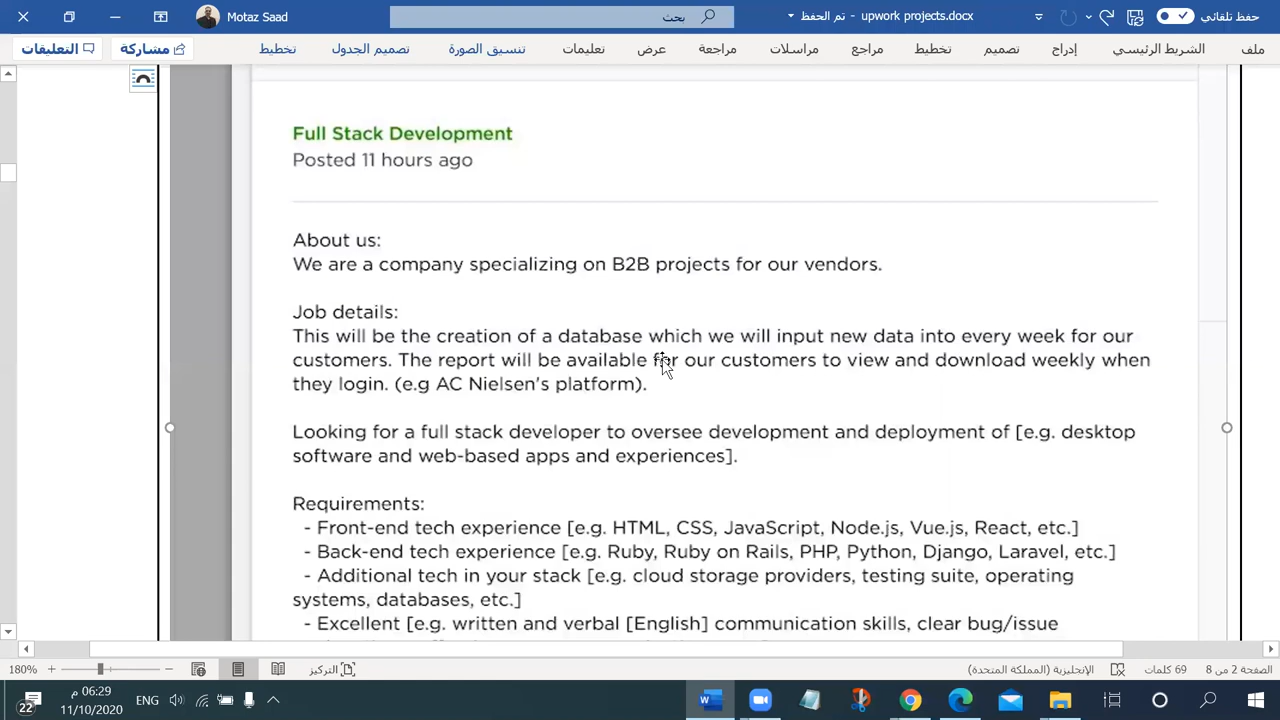 Motaz Saad
بحث
upwork projects.docx - تم الحفظ
حفظ تلقائي
ملف
الشريط الرئيسي
إدراج
تصميم
تخطيط
مراجع
مراسلات
مراجعة
عرض
تعليمات
تنسيق الصورة
تصميم الجدول
تخطيط
مشاركة
التعليقات
Full Stack Development
Posted 11 hours ago
About us:
We are a company specializing on B2B projects for our vendors.
Job details:
This will be the creation of a database which we will input new data into every week for our
customers. The report will be available for our customers to view and download weekly when
they login. (e.g AC Nielsen's platform).
Looking for a full stack developer to oversee development and deployment of [e.g. desktop
software and web-based apps and experiences].
Requirements:
- Front-end tech experience [e.g. HTML, CSS, JavaScript, Node.js, Vue.js, React, etc.]
- Back-end tech experience [e.g. Ruby, Ruby on Rails, PHP, Python, Django, Laravel, etc.]
- Additional tech in your stack [e.g. cloud storage providers, testing suite, operating
systems, databases, etc.]
- Excellent [e.g. written and verbal [English] communication skills, clear bug/issue
الصفحة 2 من 8
69 كلمات
الإنجليزية (المملكة المتحدة)
التركيز
180%
06:29 م
11/10/2020
ENG
22